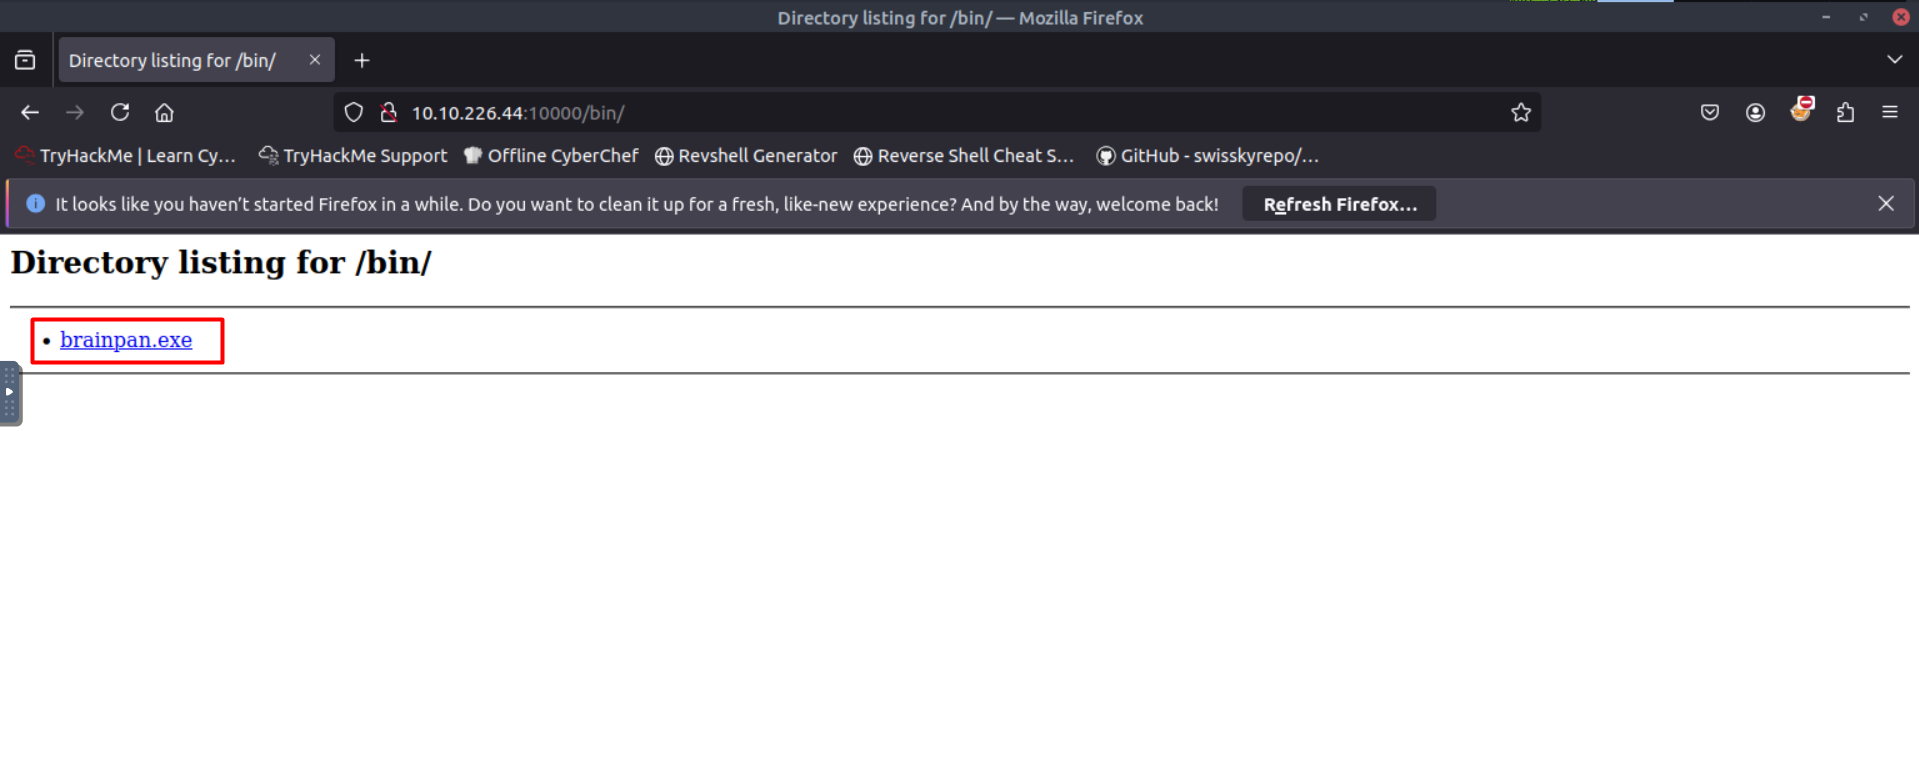 Directory listing for /bin/ — Mozilla Firefox
Directory listing for /bin/
10.10.226.44:10000/bin/
TryHackMe | Learn Cy… TryHackMe Support Offline CyberChef Revshell Generator Reverse Shell Cheat S… GitHub - swisskyrepo/…
It looks like you haven’t started Firefox in a while. Do you want to clean it up for a fresh, like-new experience? And by the way, welcome back! Refresh Firefox…
Directory listing for /bin/
• brainpan.exe